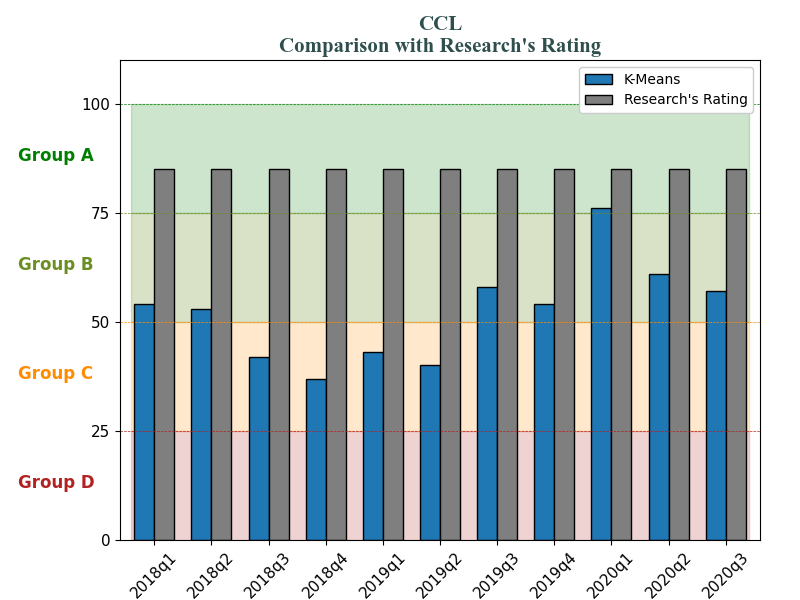 CCL
Comparison with Research's Rating
K-Means
Research's Rating
100
Group A
75
Group B
50
Group C
25
Group D
0
2018q1
2018q2
2018q3
2018q4
2019q1
2019q2
2019q3
2019q4
2020q1
2020q2
2020q3